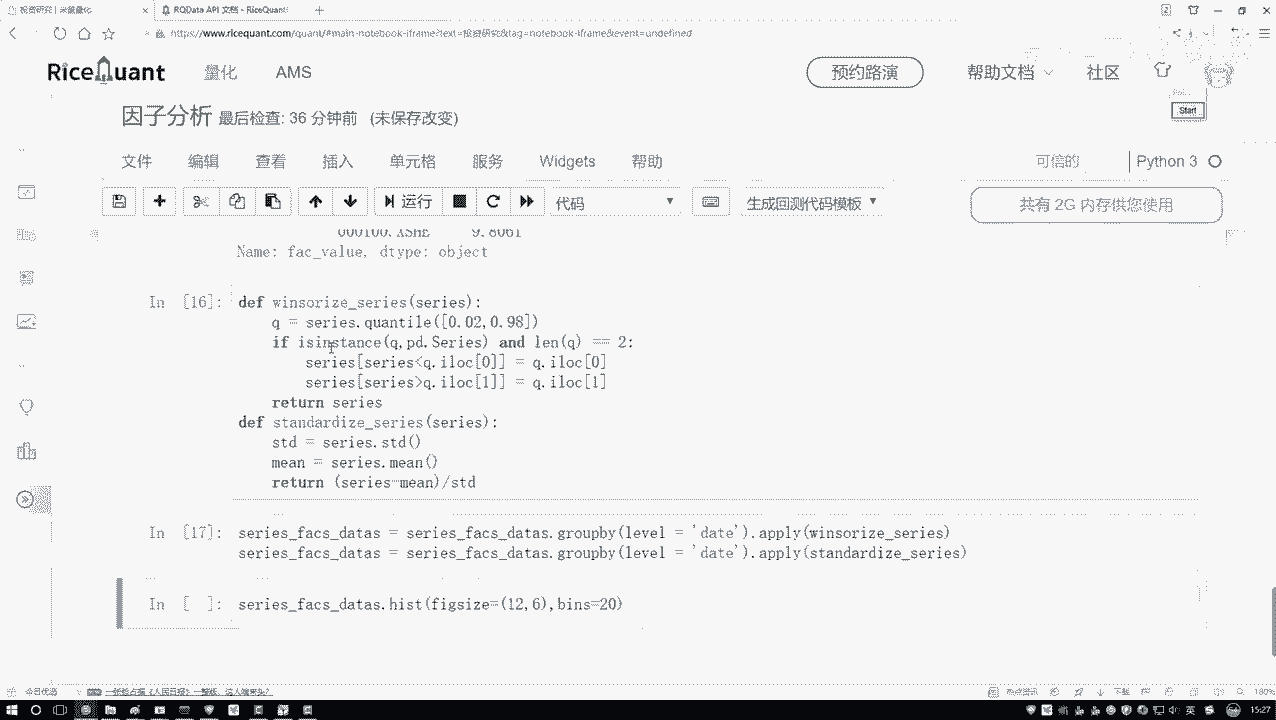 投资研究 | 米筐量化
RQData API 文档 - RiceQuant
https://www.ricequant.com/quant/#main-notebook-iframe?text=投资研究&tag=notebook-iframe&event=undefined
RiceQuant 量化 AMS 预约路演 帮助文档 社区
因子分析 最后检查: 36 分钟前 (未保存改变)
Start
文件 编辑 查看 插入 单元格 服务 Widgets 帮助 可信的 Python 3
运行 代码 生成回测代码模板 共有 2G 内存供您使用
000100.XSHE 9.8061
Name: fac_value, dtype: object
In [16]: def winsorize_series(series):
q = series.quantile([0.02,0.98])
if isinstance(q,pd.Series) and len(q) == 2:
series[series<q.iloc[0]] = q.iloc[0]
series[series>q.iloc[1]] = q.iloc[1]
return series
def standardize_series(series):
std = series.std()
mean = series.mean()
return (series-mean)/std
In [17]: series_facs_datas = series_facs_datas.groupby(level = 'date').apply(winsorize_series)
series_facs_datas = series_facs_datas.groupby(level = 'date').apply(standardize_series)
In [ ]: series_facs_datas.hist(figsize=(12,6),bins=20)
今日优选
下载
180%
英
15:27